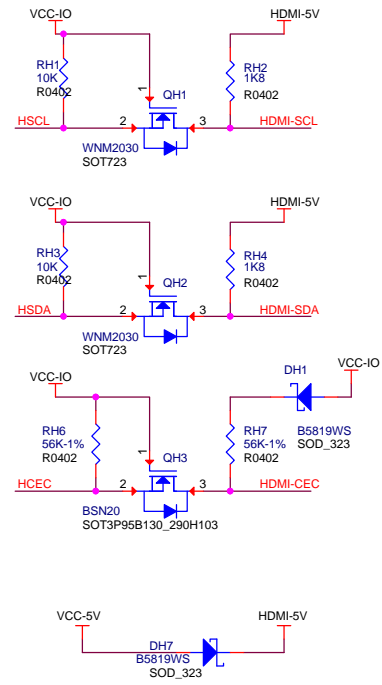 VCC-IO HDMI-5V
RH1 RH2
10K 1K8
R0402 R0402
1 QH1
HSCL 2 3 HDMI-SCL
WNM2030
SOT723
VCC-IO HDMI-5V
RH3 RH4
10K 1K8
R0402 R0402
1 QH2
HSDA 2 3 HDMI-SDA
WNM2030
SOT723
DH1 VCC-IO
VCC-IO
B5819WS
SOD_323
RH6 RH7
56K-1% 56K-1%
R0402 R0402
1 QH3
HCEC 2 3 HDMI-CEC
BSN20
SOT3P95B130_290H103
VCC-5V HDMI-5V
DH7
B5819WS
SOD_323